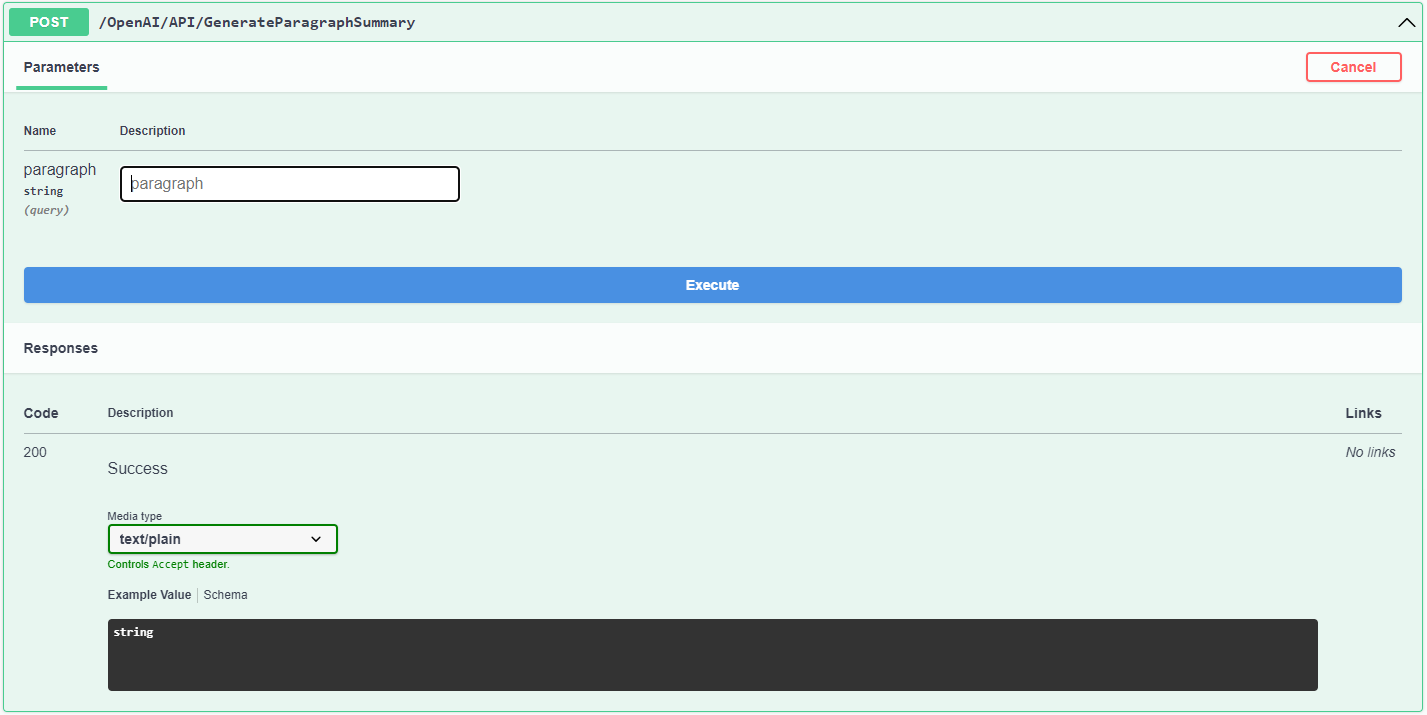 POST /OpenAI/API/GenerateParagraphSummary
Parameters
Cancel
Name Description
paragraph
string
(query)
paragraph
Execute
Responses
Code Description Links
200
Success
No links
Media type
text/plain
Controls Accept header.
Example Value Schema
string